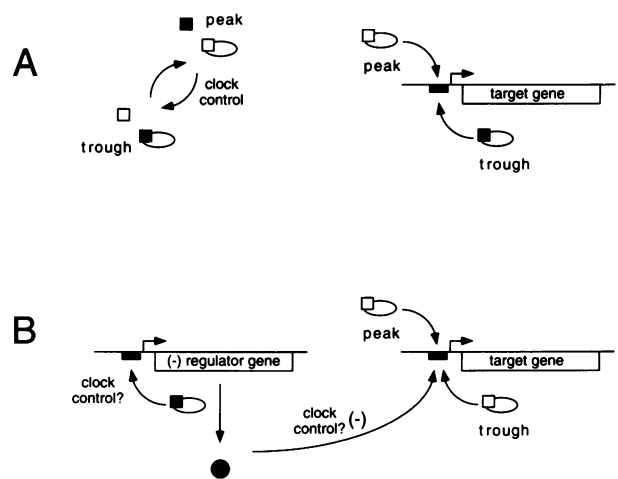 A
peak
clock
control
trough
peak
target gene
trough
B
peak
(-) regulator gene
target gene
clock
control?
clock
control? (-)
trough